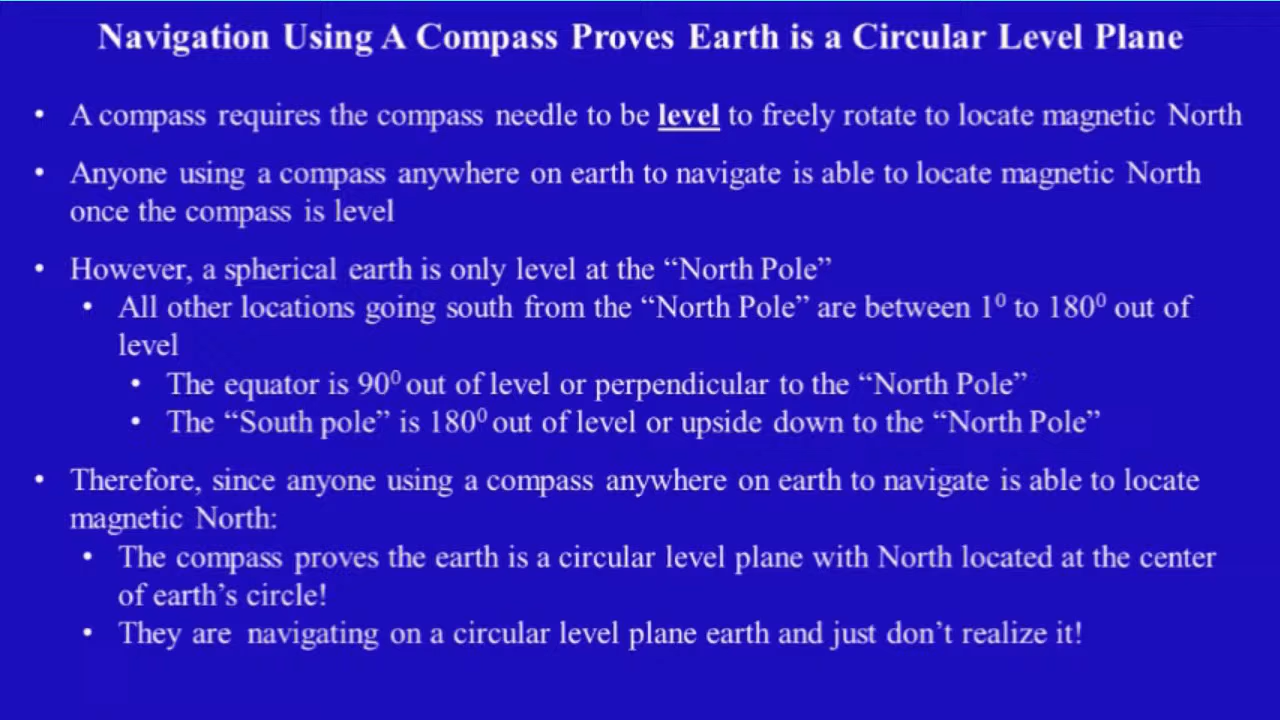 Navigation Using A Compass Proves Earth is a Circular Level Plane
• A compass requires the compass needle to be level to freely rotate to locate magnetic North
• Anyone using a compass anywhere on earth to navigate is able to locate magnetic North
once the compass is level
• However, a spherical earth is only level at the “North Pole”
• All other locations going south from the “North Pole” are between 1⁰ to 180⁰ out of
level
• The equator is 90⁰ out of level or perpendicular to the “North Pole”
• The “South pole” is 180⁰ out of level or upside down to the “North Pole”
• Therefore, since anyone using a compass anywhere on earth to navigate is able to locate
magnetic North:
• The compass proves the earth is a circular level plane with North located at the center
of earth’s circle!
• They are navigating on a circular level plane earth and just don’t realize it!